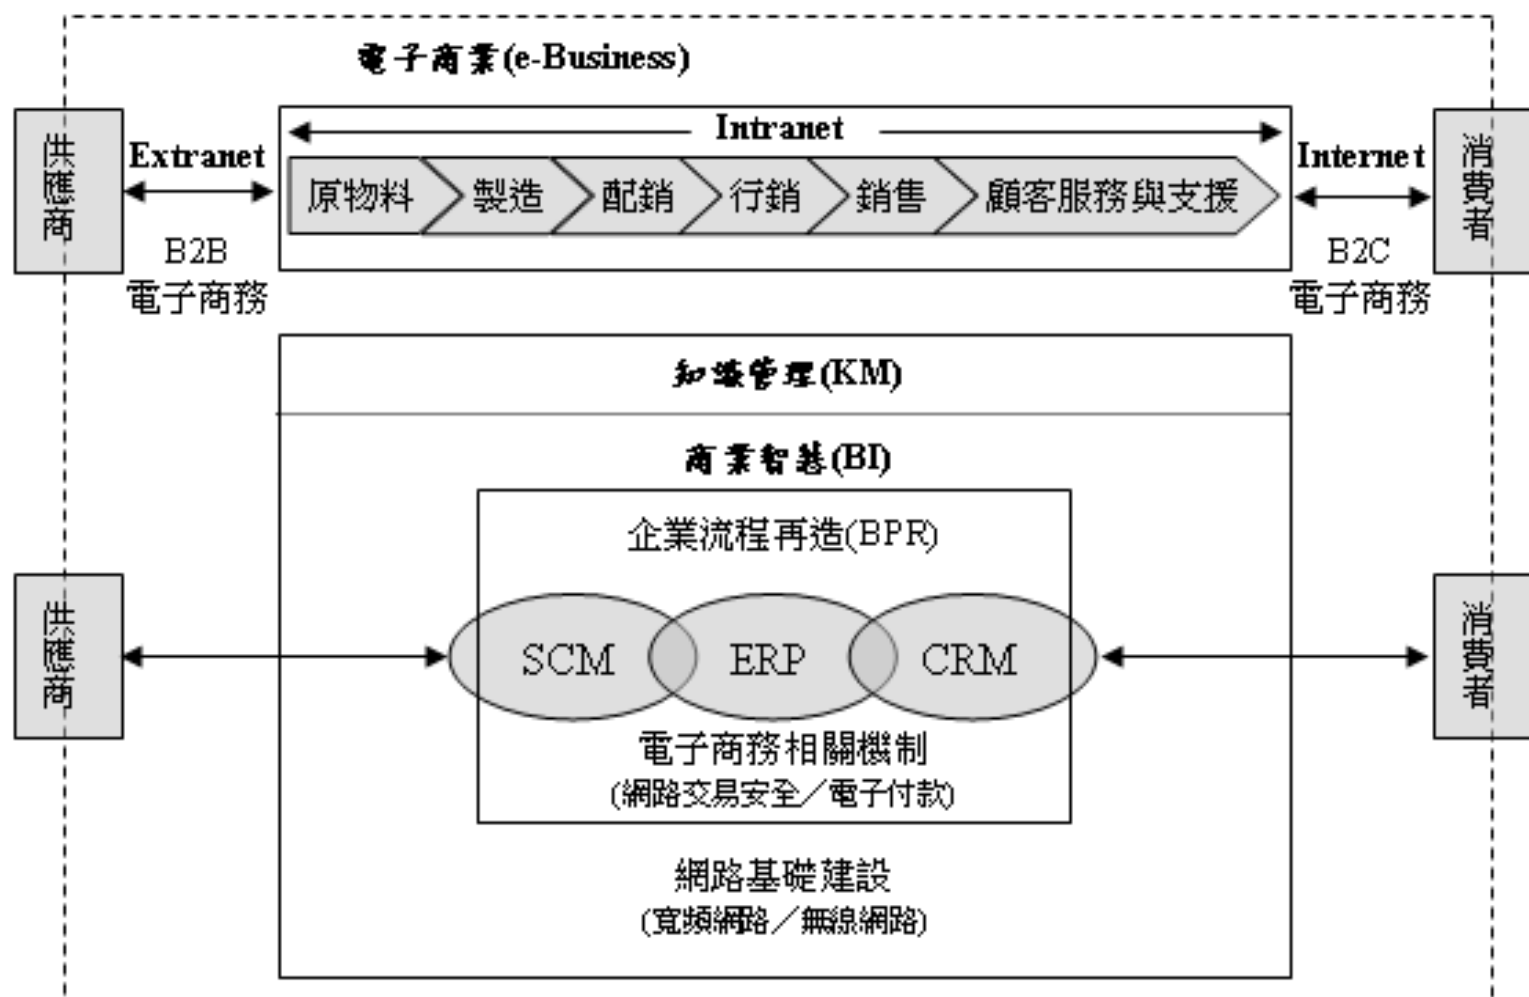 電子商業(e-Business)
供應商
Extranet
B2B
電子商務
Intranet
原物料 製造 配銷 行銷 銷售 顧客服務與支援
Internet
B2C
電子商務
消費者
知識管理(KM)
商業智慧(BI)
企業流程再造(BPR)
供應商
SCM ERP CRM
消費者
電子商務相關機制
(網路交易安全／電子付款)
網路基礎建設
(寬頻網路／無線網路)